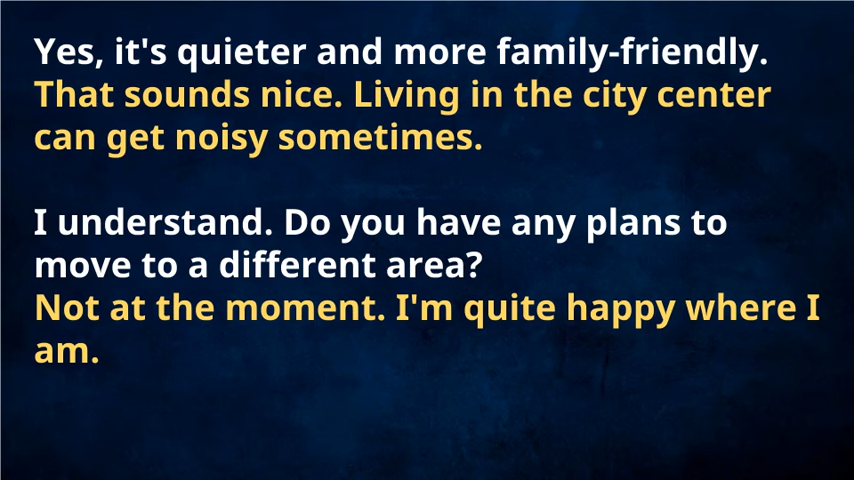 Yes, it's quieter and more family-friendly.
That sounds nice. Living in the city center
can get noisy sometimes.
I understand. Do you have any plans to
move to a different area?
Not at the moment. I'm quite happy where I
am.